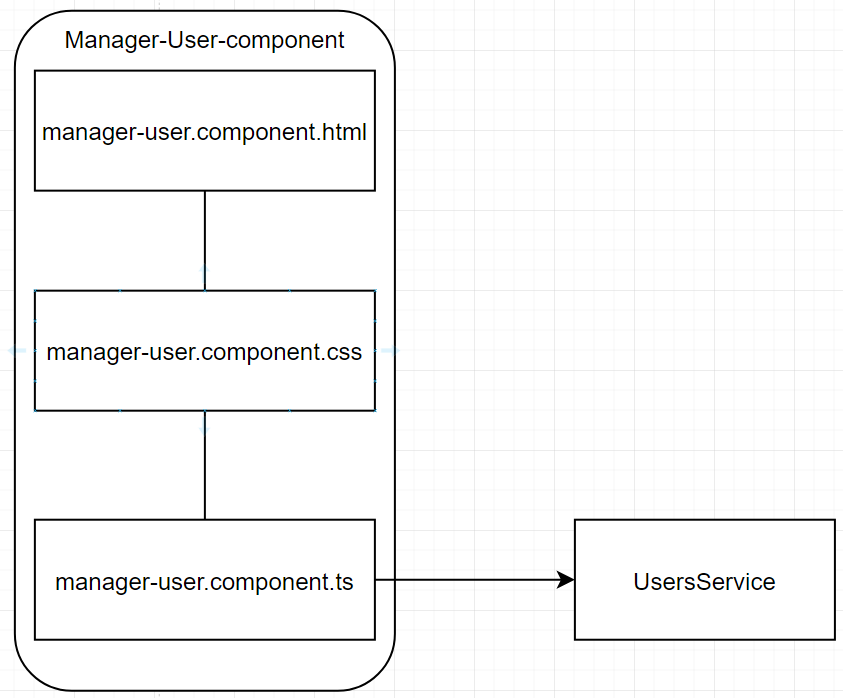 Manager-User-component
manager-user.component.html
manager-user.component.css
manager-user.component.ts
UsersService